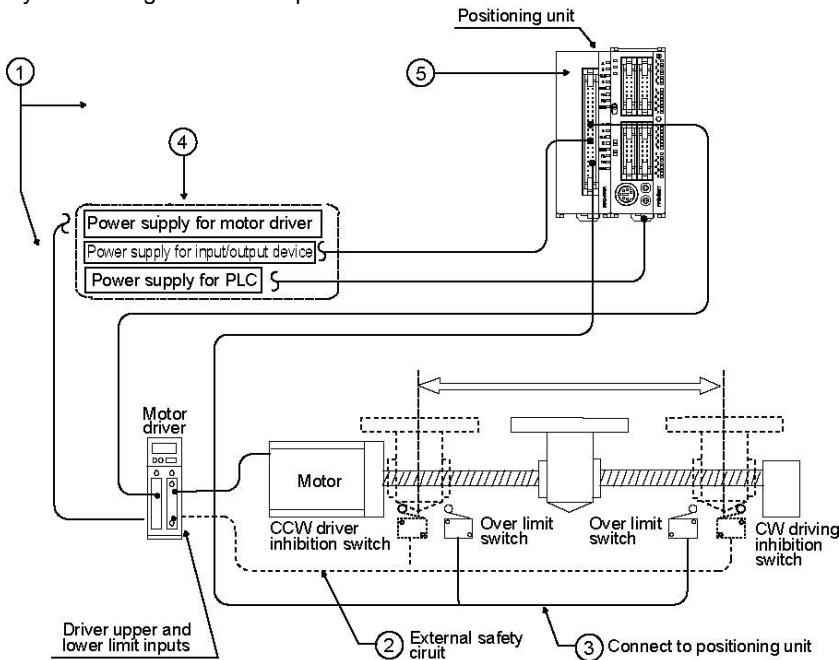 Positioning unit
①
⑤
④
Power supply for motor driver
Power supply for input/output device
Power supply for PLC
Motor
driver
Motor
CCW driver
inhibition switch
Over limit
switch
Over limit
switch
CW driving
inhibition
switch
Driver upper and
lower limit inputs
② External safety
ciruit
③ Connect to positioning unit